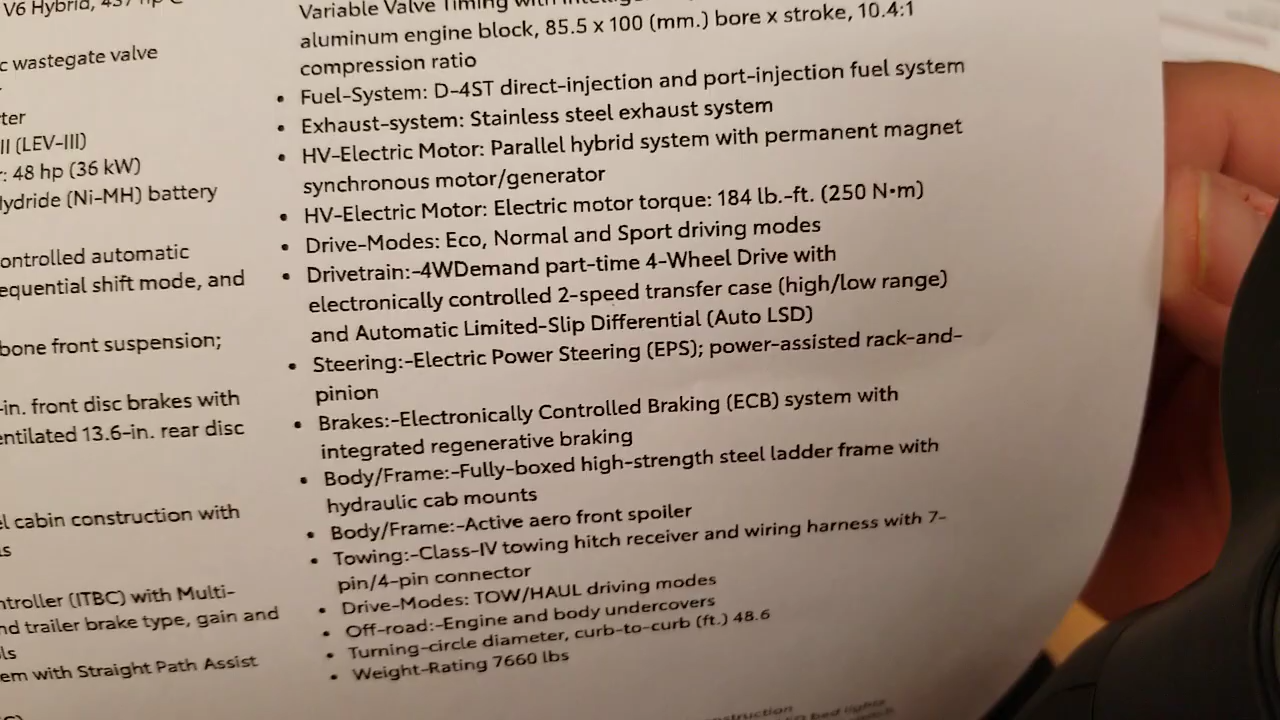 V6 Hybrid, 437 hp
c wastegate valve
ter
II (LEV-III)
: 48 hp (36 kW)
ydride (Ni-MH) battery
ontrolled automatic
equential shift mode, and
bone front suspension;
-in. front disc brakes with
entilated 13.6-in. rear disc
el cabin construction with
s
ntroller (ITBC) with Multi-
nd trailer brake type, gain and
ls
em with Straight Path Assist
Variable Valve Timing with
aluminum engine block, 85.5 x 100 (mm.) bore x stroke, 10.4:1
compression ratio
• Fuel-System: D-4ST direct-injection and port-injection fuel system
• Exhaust-system: Stainless steel exhaust system
• HV-Electric Motor: Parallel hybrid system with permanent magnet
synchronous motor/generator
• HV-Electric Motor: Electric motor torque: 184 lb.-ft. (250 N•m)
• Drive-Modes: Eco, Normal and Sport driving modes
• Drivetrain:-4WDemand part-time 4-Wheel Drive with
electronically controlled 2-speed transfer case (high/low range)
and Automatic Limited-Slip Differential (Auto LSD)
• Steering:-Electric Power Steering (EPS); power-assisted rack-and-
pinion
• Brakes:-Electronically Controlled Braking (ECB) system with
integrated regenerative braking
• Body/Frame:-Fully-boxed high-strength steel ladder frame with
hydraulic cab mounts
• Body/Frame:-Active aero front spoiler
• Towing:-Class-IV towing hitch receiver and wiring harness with 7-
pin/4-pin connector
• Drive-Modes: TOW/HAUL driving modes
• Off-road:-Engine and body undercovers
• Turning-circle diameter, curb-to-curb (ft.) 48.6
• Weight-Rating 7660 lbs